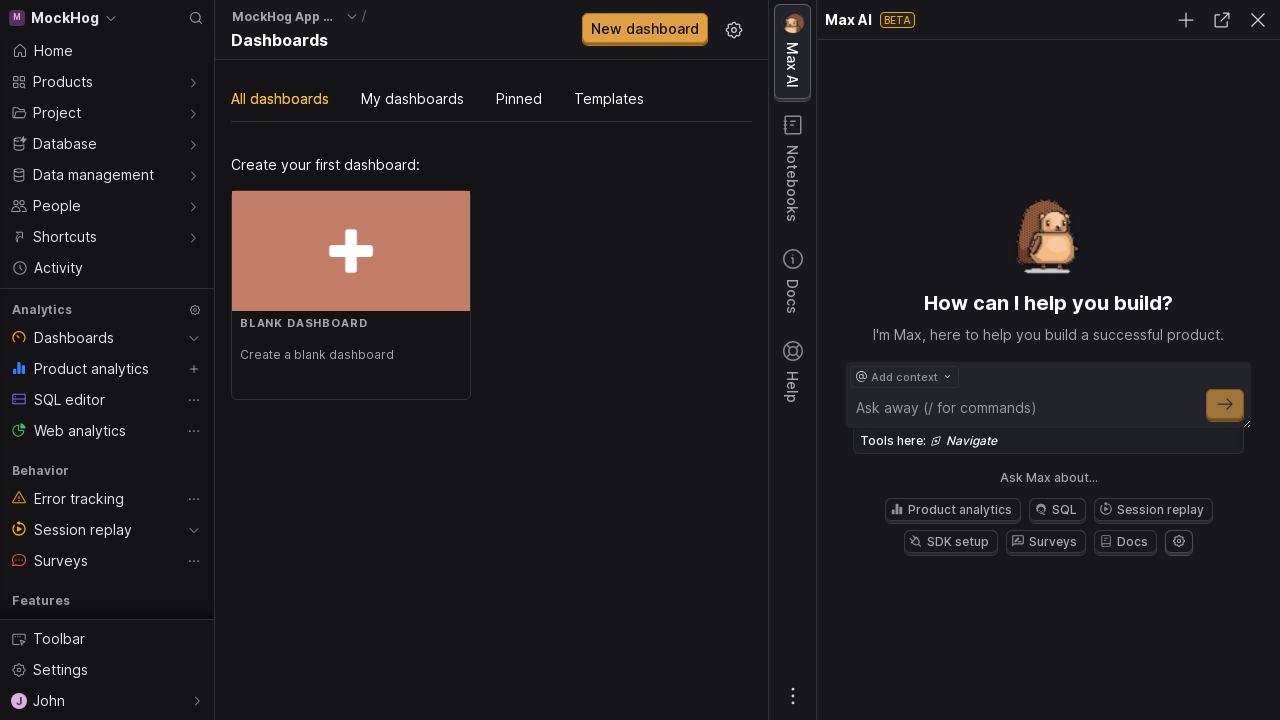 M MockHog
Home
Products
Project
Database
Data management
People
Shortcuts
Activity
Analytics
Dashboards
Product analytics
SQL editor
Web analytics
Behavior
Error tracking
Session replay
Surveys
Features
Toolbar
Settings
J John
MockHog App ... /
Dashboards
New dashboard
All dashboards My dashboards Pinned Templates
Create your first dashboard:
BLANK DASHBOARD
Create a blank dashboard
Max AI
Notebooks
Docs
Help
Max AI BETA
How can I help you build?
I'm Max, here to help you build a successful product.
@ Add context
Ask away (/ for commands)
Tools here: Navigate
Ask Max about...
Product analytics SQL Session replay
SDK setup Surveys Docs